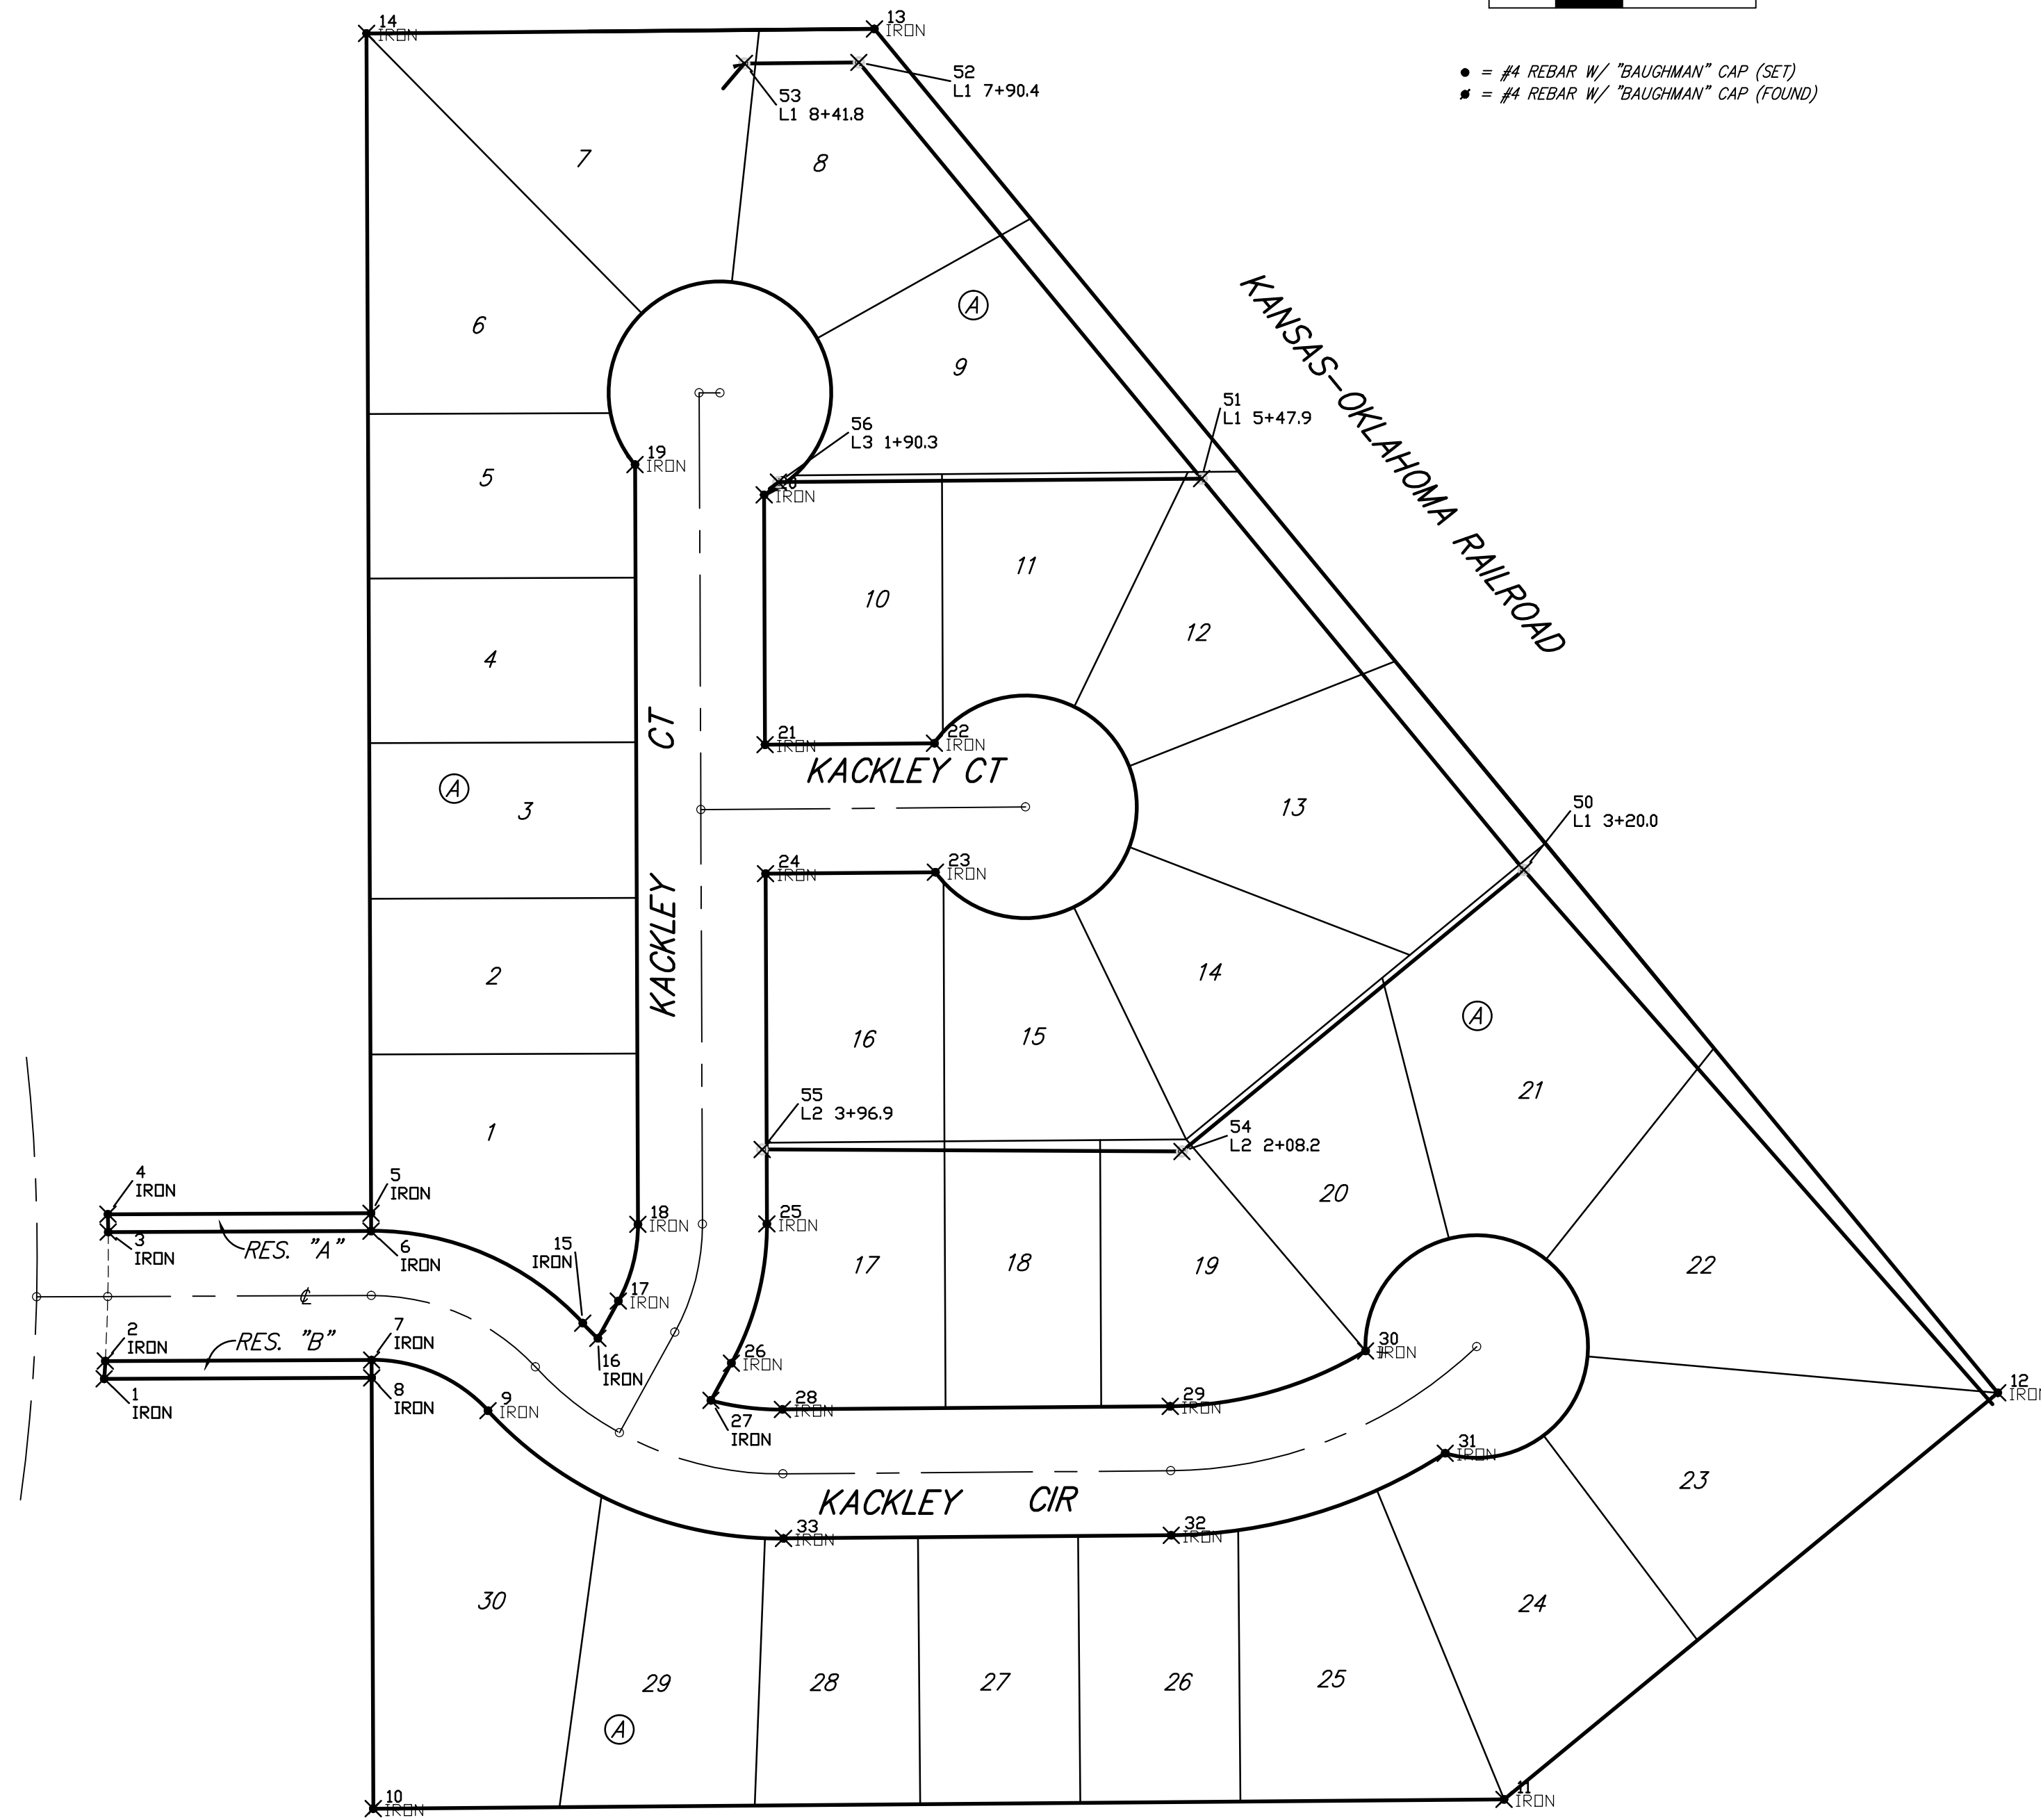 14
IRON
13
IRON
= #4 REBAR W/ "BAUGHMAN" CAP (SET)
= #4 REBAR W/ "BAUGHMAN" CAP (FOUND)
52
L1 7+90.4
53
L1 8+41.8
7
8
KANSAS-OKLAHOMA RAILROAD
A
6
9
51
L1 5+47.9
56
L3 1+90.3
19
IRON
5
20
IRON
11
10
12
4
CT
21
IRON
22
IRON
KACKLEY CT
A
3
13
50
L1 3+20.0
24
IRON
23
IRON
KACKLEY
2
14
16
15
A
21
55
L2 3+96.9
1
54
L2 2+08.2
4
IRON
5
IRON
20
18
IRON
25
IRON
3
IRON
RES. "A"
6
IRON
15
IRON
17
18
19
22
17
IRON
℄
2
IRON
RES. "B"
7
IRON
16
IRON
26
IRON
30
IRON
12
IRON
1
IRON
8
IRON
9
IRON
28
IRON
29
IRON
27
IRON
31
IRON
23
KACKLEY CIR
33
IRON
32
IRON
30
24
29
28
27
26
25
A
10
IRON
11
IRON